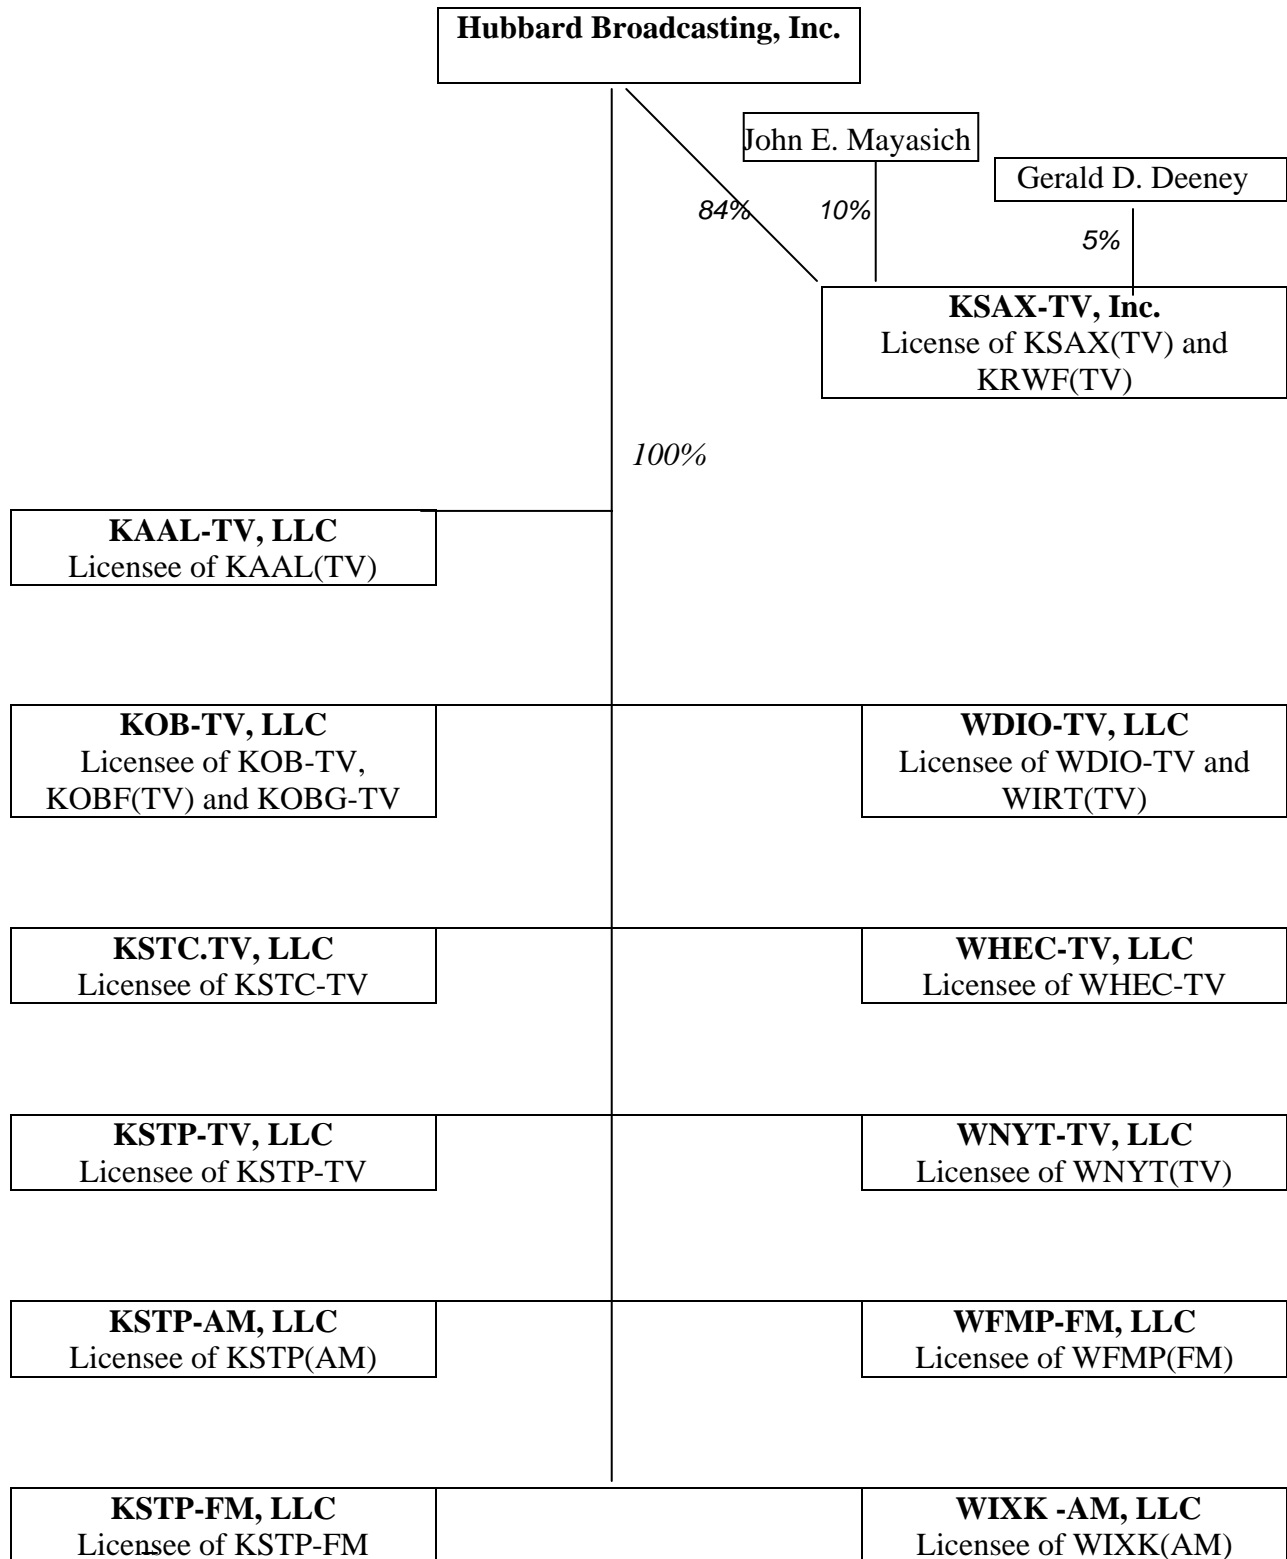 Hubbard Broadcasting, Inc.
John E. Mayasich
Gerald D. Deeney
84%
10%
5%
KSAX-TV, Inc.
License of KSAX(TV) and
KRWF(TV)
100%
KAAL-TV, LLC
Licensee of KAAL(TV)
KOB-TV, LLC
Licensee of KOB-TV,
KOBF(TV) and KOBG-TV
WDIO-TV, LLC
Licensee of WDIO-TV and
WIRT(TV)
KSTC.TV, LLC
Licensee of KSTC-TV
WHEC-TV, LLC
Licensee of WHEC-TV
KSTP-TV, LLC
Licensee of KSTP-TV
WNYT-TV, LLC
Licensee of WNYT(TV)
KSTP-AM, LLC
Licensee of KSTP(AM)
WFMP-FM, LLC
Licensee of WFMP(FM)
KSTP-FM, LLC
Licensee of KSTP-FM
WIXK -AM, LLC
Licensee of WIXK(AM)